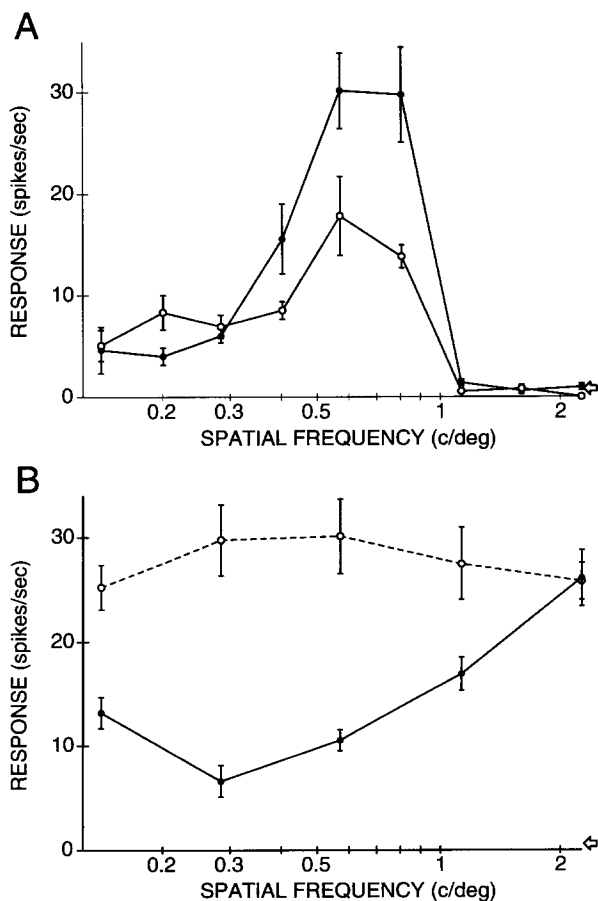 A
RESPONSE (spikes/sec)
30
20
10
0
0.2 0.3 0.5 1 2
SPATIAL FREQUENCY (c/deg)
B
RESPONSE (spikes/sec)
30
20
10
0
0.2 0.3 0.5 1 2
SPATIAL FREQUENCY (c/deg)